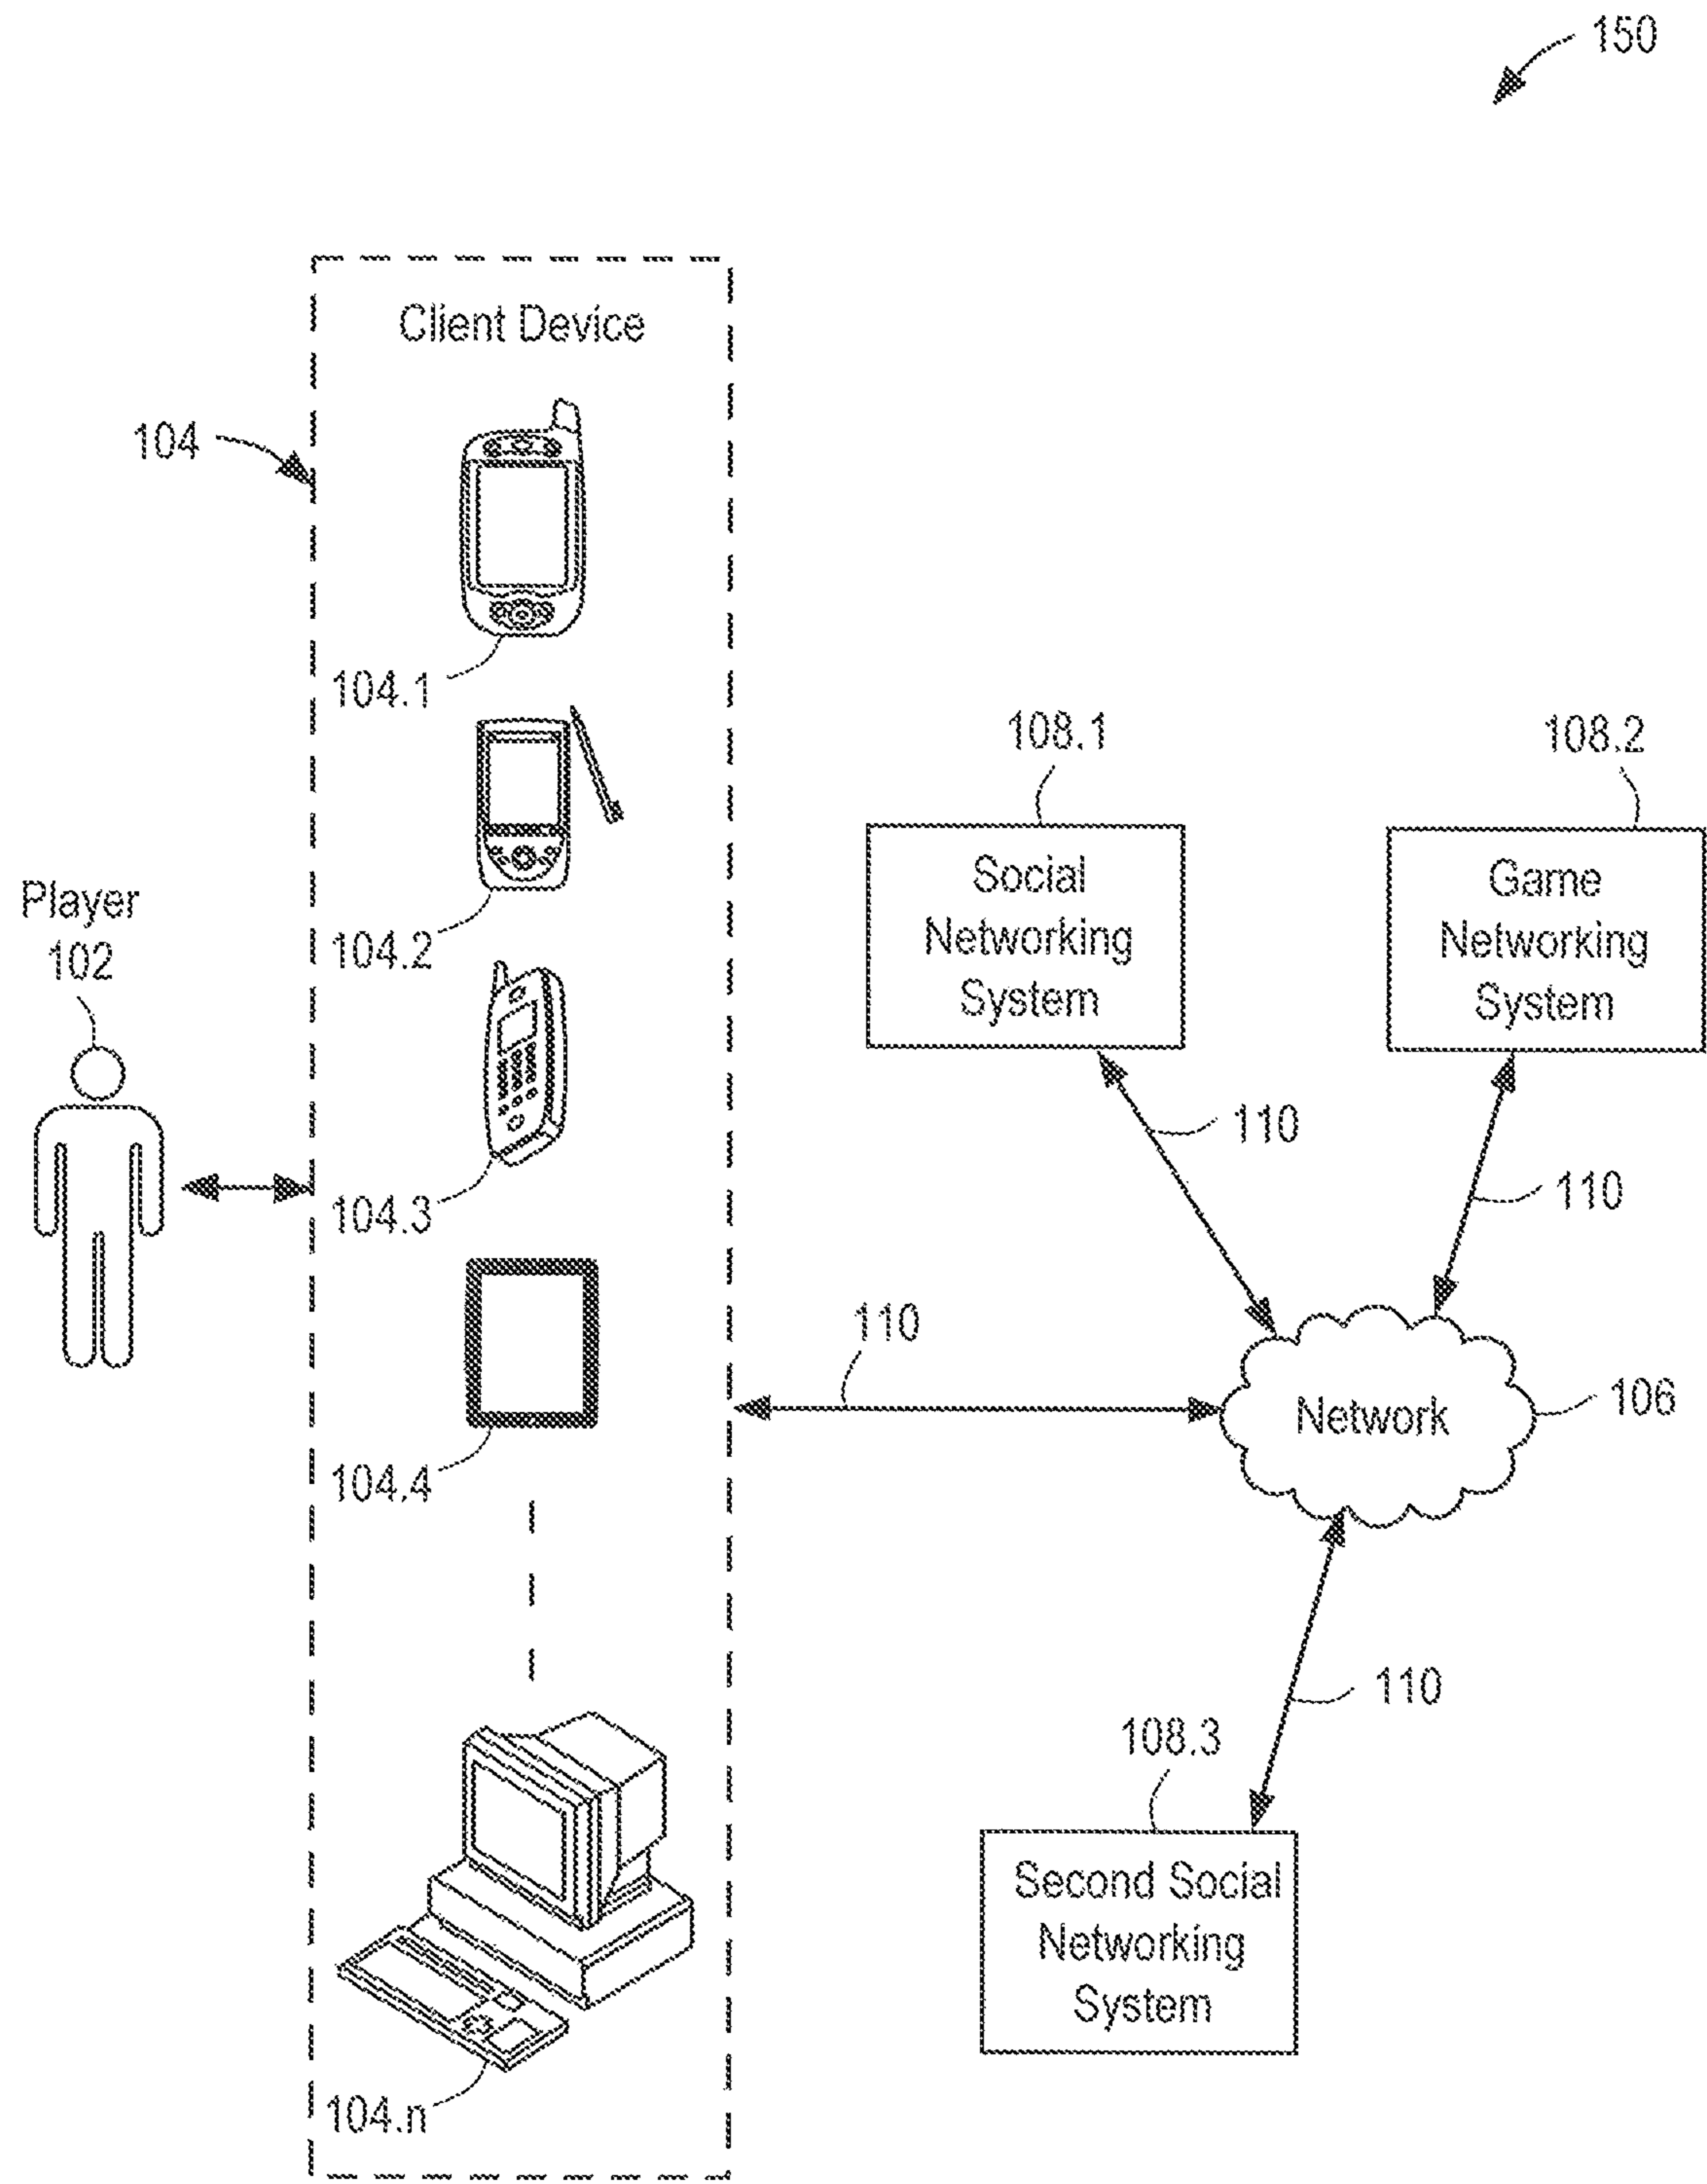 150
Client Device
104
104.1
104.2
104.3
104.4
104.n
Player
102
108.1
Social
Networking
System
108.2
Game
Networking
System
110
110
110
Network
106
110
108.3
Second Social
Networking
System